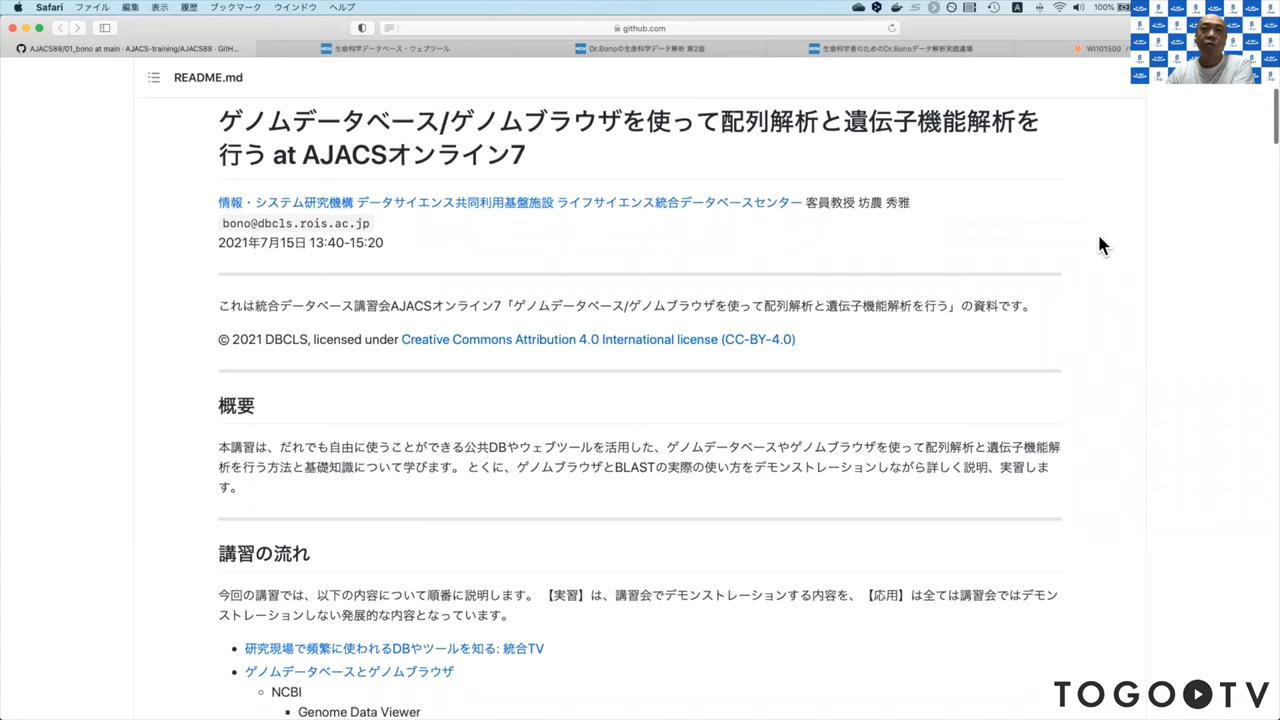 Safari ファイル 編集 表示 履歴 ブックマーク ウインドウ ヘルプ 100%
github.com
AJACS88/01_bono at main · AJACS-training/AJACS88 · GitH...
生命科学データベース・ウェブツール
Dr.Bonoの生命科学データ解析 第2版
生命科学者のためのDr.Bonoデータ解析実践道場
WI101500
README.md
ゲノムデータベース/ゲノムブラウザを使って配列解析と遺伝子機能解析を
行う at AJACSオンライン7
情報・システム研究機構 データサイエンス共同利用基盤施設 ライフサイエンス統合データベースセンター 客員教授 坊農 秀雅
bono@dbcls.rois.ac.jp
2021年7月15日 13:40-15:20
これは統合データベース講習会AJACSオンライン7「ゲノムデータベース/ゲノムブラウザを使って配列解析と遺伝子機能解析を行う」の資料です。
© 2021 DBCLS, licensed under Creative Commons Attribution 4.0 International license (CC-BY-4.0)
概要
本講習は、だれでも自由に使うことができる公共DBやウェブツールを活用した、ゲノムデータベースやゲノムブラウザを使って配列解析と遺伝子機能解
析を行う方法と基礎知識について学びます。 とくに、ゲノムブラウザとBLASTの実際の使い方をデモンストレーションしながら詳しく説明、実習しま
す。
講習の流れ
今回の講習では、以下の内容について順番に説明します。 【実習】は、講習会でデモンストレーションする内容を、【応用】は全ては講習会ではデモン
ストレーションしない発展的な内容となっています。
研究現場で頻繁に使われるDBやツールを知る: 統合TV
ゲノムデータベースとゲノムブラウザ
NCBI
Genome Data Viewer
TOGO TV